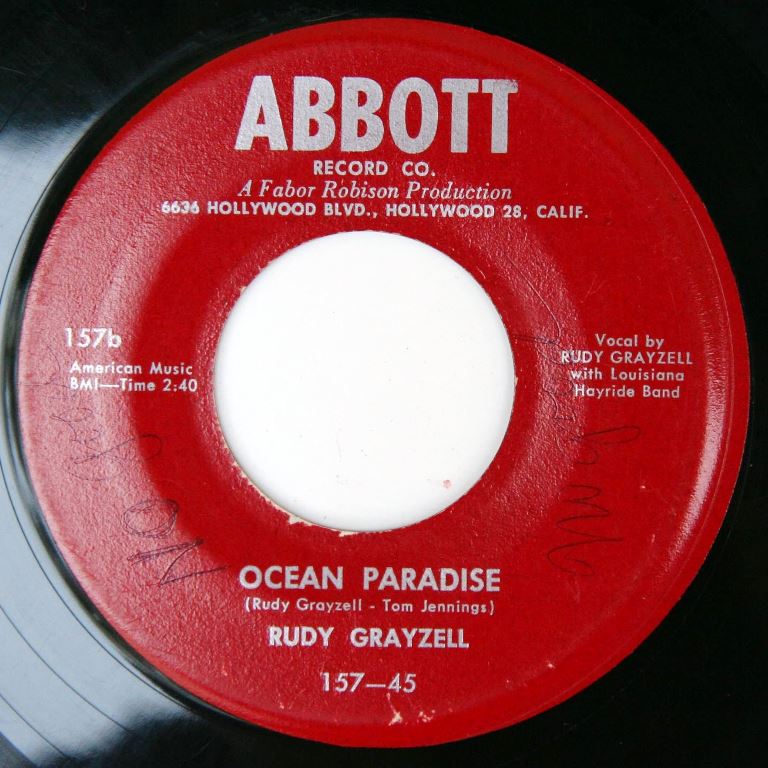 ABBOTT
RECORD CO.
A Fabor Robison Production
6636 HOLLYWOOD BLVD., HOLLYWOOD 28, CALIF.
157b
American Music
BMI—Time 2:40
Vocal by
RUDY GRAYZELL
with Louisiana
Hayride Band
NO
OCEAN PARADISE
(Rudy Grayzell - Tom Jennings)
RUDY GRAYZELL
157—45